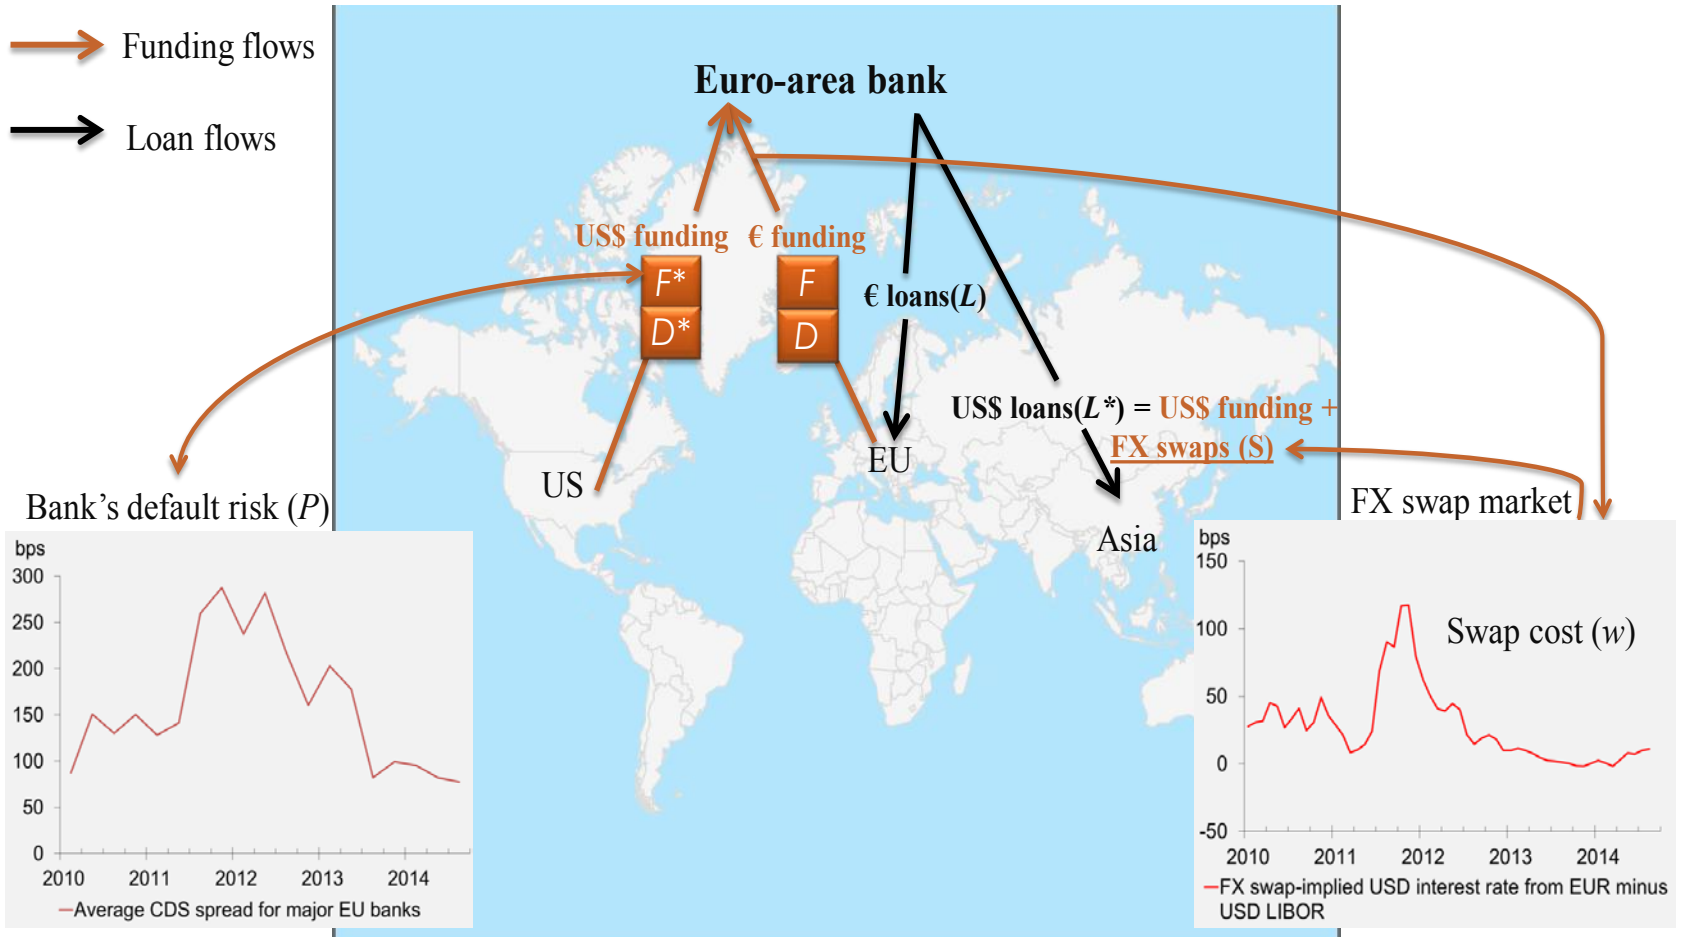 Funding flows
Loan flows
Euro-area bank
US$ funding
€ funding
F*
F
D*
D
€ loans(L)
US$ loans(L*) = US$ funding +
FX swaps (S)
US
EU
Asia
Bank’s default risk (P)
bps
300
250
200
150
100
50
0
2010
2011
2012
2013
2014
Average CDS spread for major EU banks
FX swap market
bps
150
100
50
0
-50
Swap cost (w)
2010
2011
2012
2013
2014
FX swap-implied USD interest rate from EUR minus
USD LIBOR